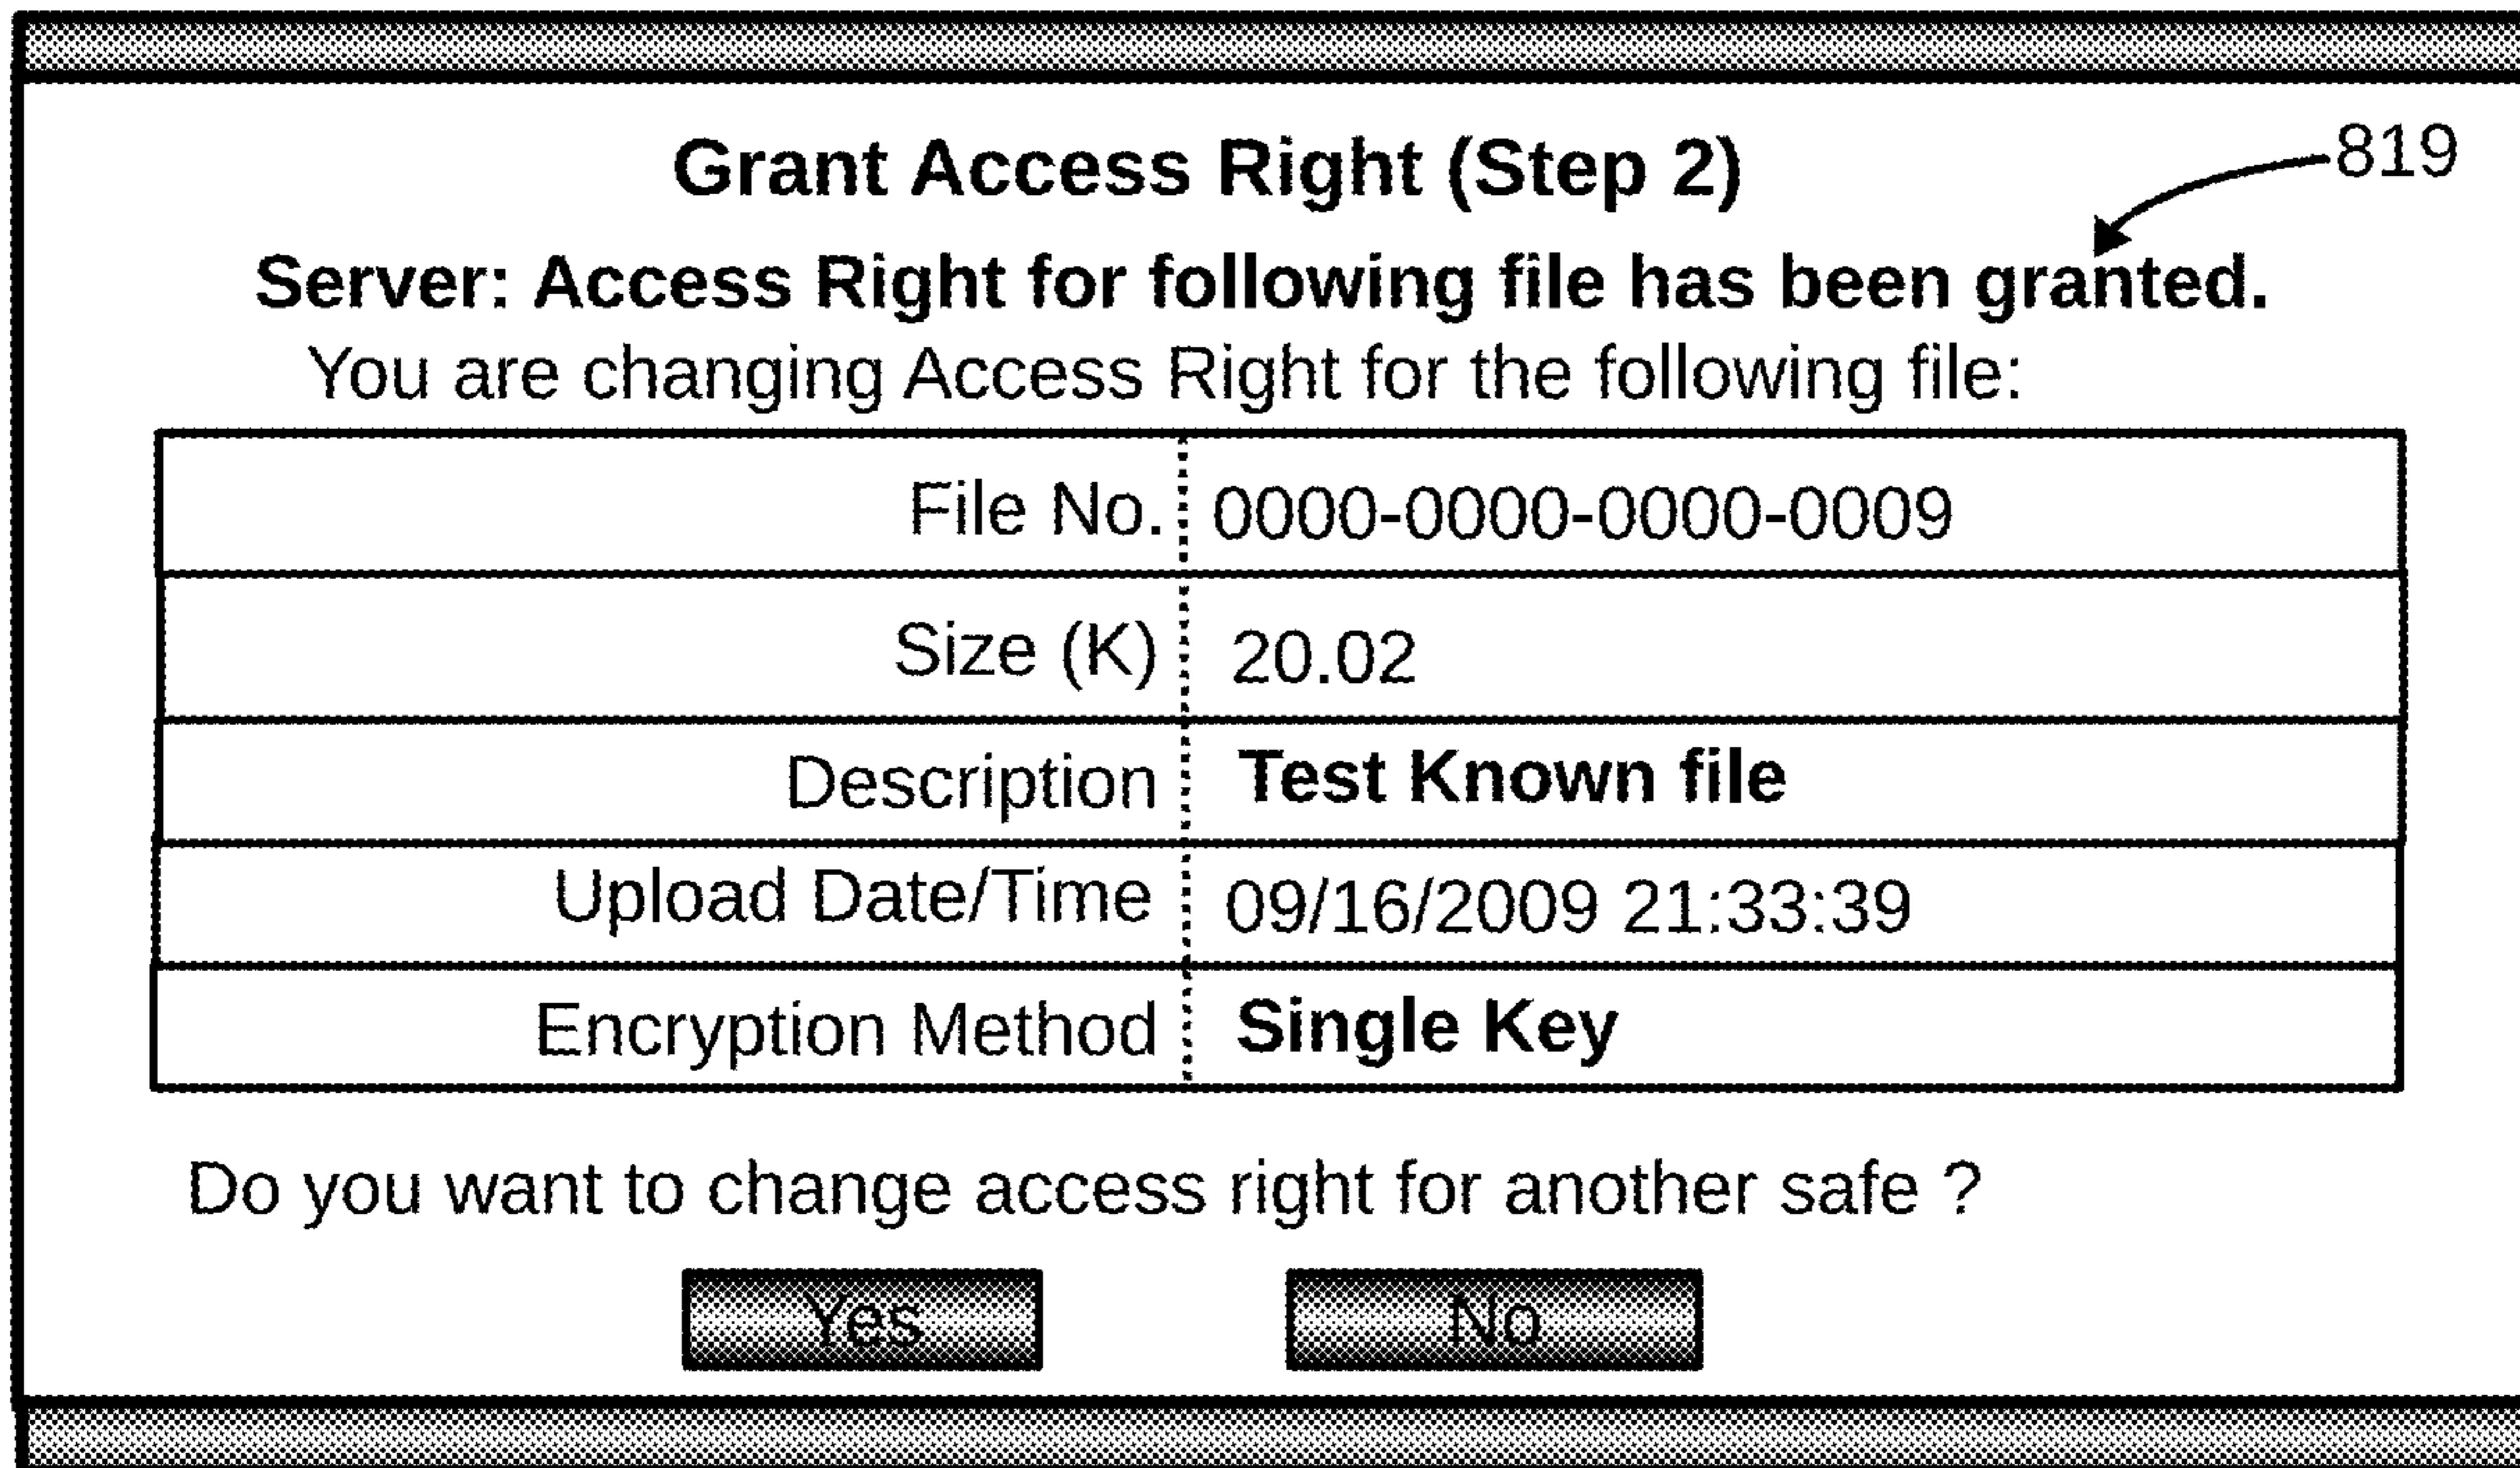 Grant Access Right (Step 2)
819
Server: Access Right for following file has been granted.
You are changing Access Right for the following file:
File No. 0000-0000-0000-0009
Size (K) 20.02
Description Test Known file
Upload Date/Time 09/16/2009 21:33:39
Encryption Method Single Key
Do you want to change access right for another safe ?
Yes No